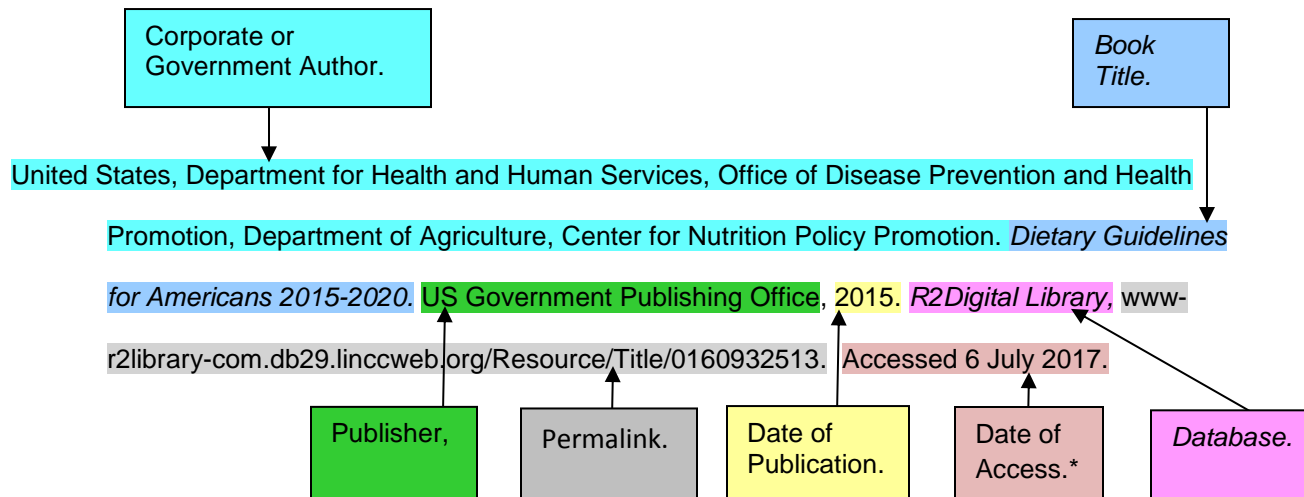 Corporate or
Government Author.
Book
Title.
United States, Department for Health and Human Services, Office of Disease Prevention and Health
Promotion, Department of Agriculture, Center for Nutrition Policy Promotion. Dietary Guidelines
for Americans 2015-2020. US Government Publishing Office, 2015. R2Digital Library, www-
r2library-com.db29.linccweb.org/Resource/Title/0160932513. Accessed 6 July 2017.
Publisher,
Permalink.
Date of
Publication.
Date of
Access.*
Database.